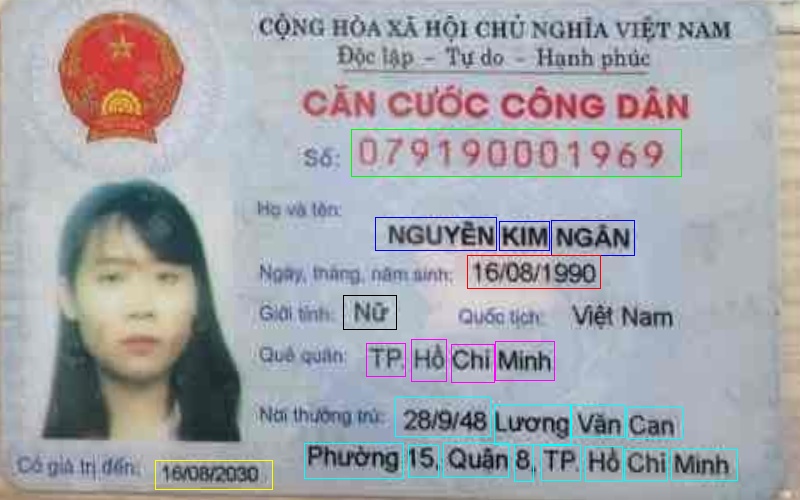 CỘNG HÒA XÃ HỘI CHỦ NGHĨA VIỆT NAM
Độc lập - Tự do - Hạnh phúc
CĂN CƯỚC CÔNG DÂN
Số: 079190001969
Họ và tên:
NGUYỄN KIM NGÂN
Ngày, tháng, năm sinh: 16/08/1990
Giới tính: Nữ Quốc tịch: Việt Nam
Quê quán: TP. Hồ Chí Minh
Nơi thường trú: 28/9/48 Lương Văn Can
Phường 15, Quận 8, TP. Hồ Chí Minh
Có giá trị đến: 16/08/2030